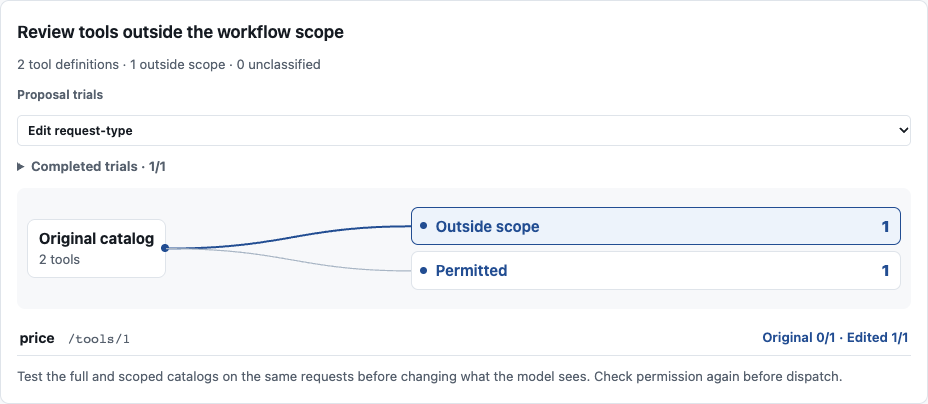 Review tools outside the workflow scope
2 tool definitions · 1 outside scope · 0 unclassified
Proposal trials
Edit request-type
Completed trials · 1/1
Original catalog
2 tools
Outside scope 1
Permitted 1
price /tools/1 Original 0/1 · Edited 1/1
Test the full and scoped catalogs on the same requests before changing what the model sees. Check permission again before dispatch.